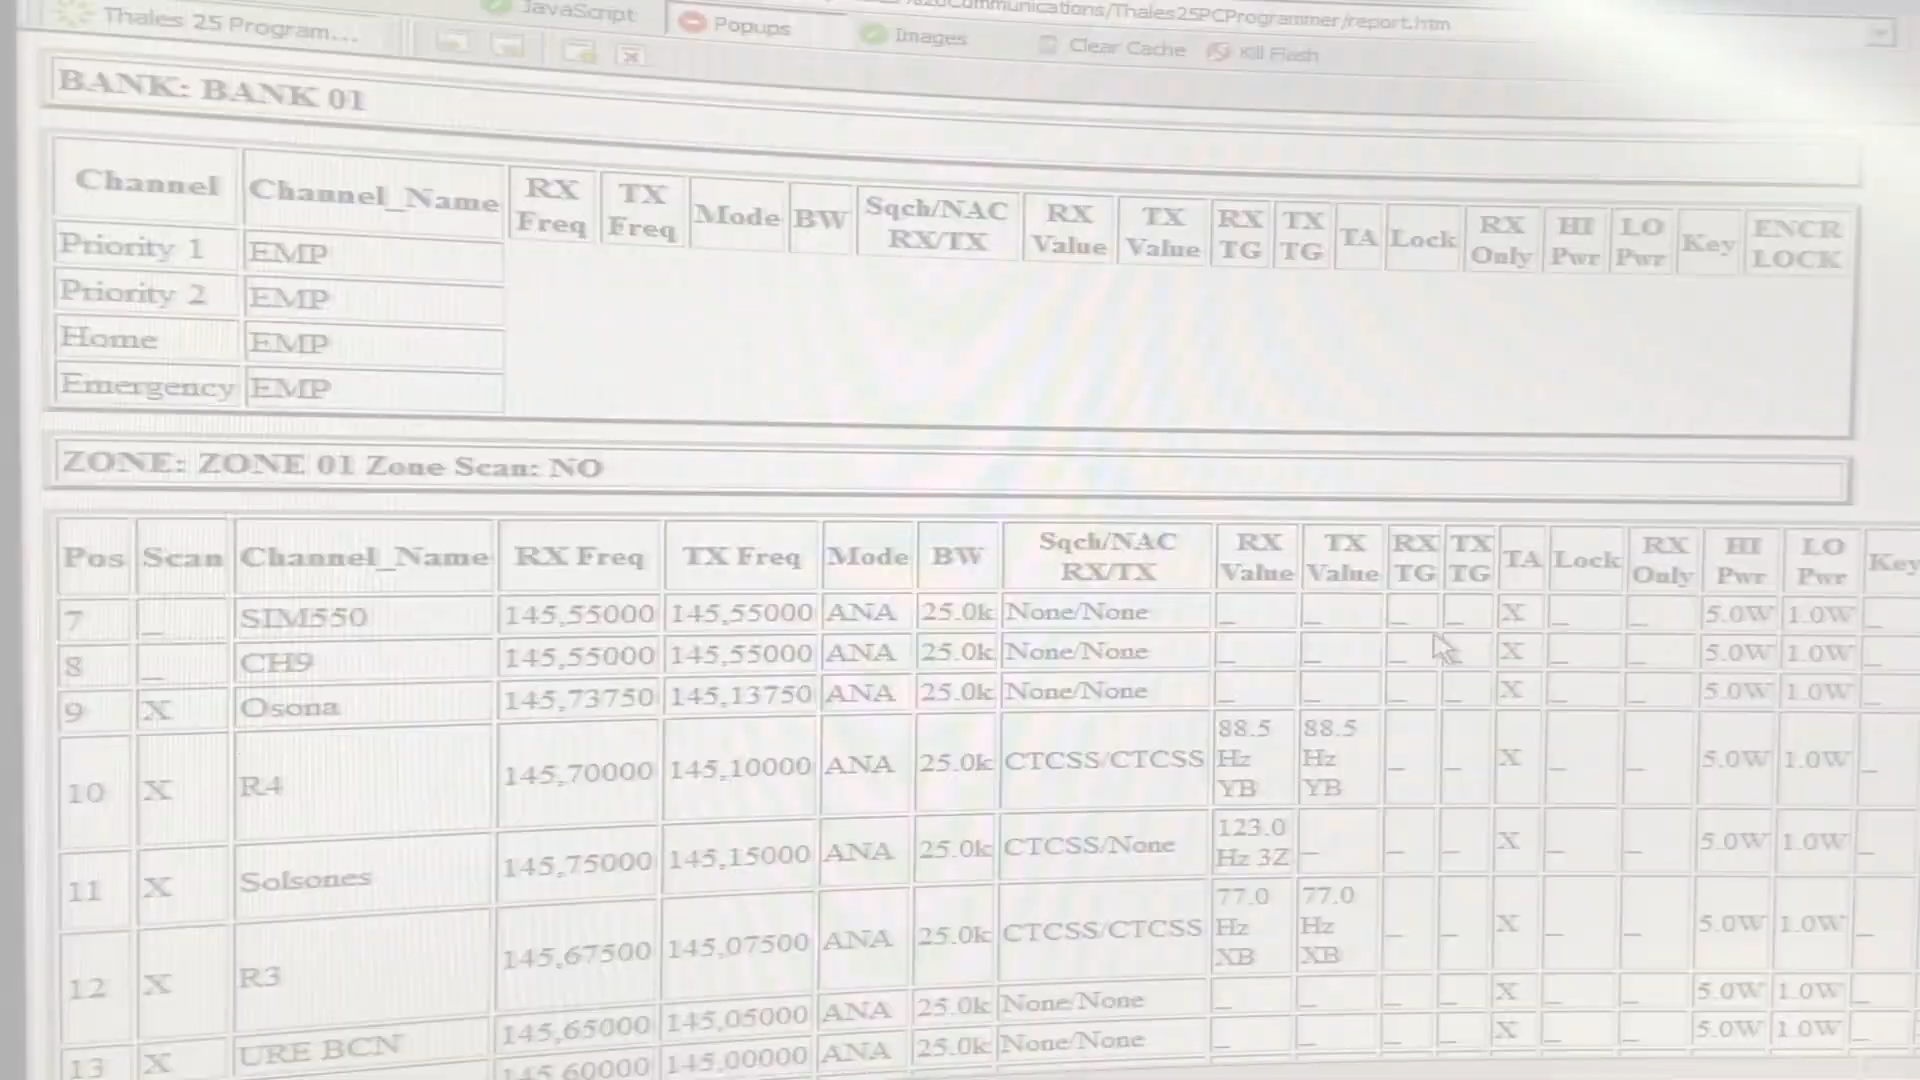 Thales 25 Program...
JavaScript
Popups
Images
Communications/Thales25PCProgrammer/report.htm
Clear Cache
Kill Flash
BANK: BANK 01
Channel Channel_Name RX Freq TX Freq Mode BW Sqch/NAC RX/TX RX Value TX Value RX TG TX TG TA Lock RX Only HI Pwr LO Pwr Key ENCR LOCK
Priority 1 EMP
Priority 2 EMP
Home EMP
Emergency EMP
ZONE: ZONE 01 Zone Scan: NO
Pos Scan Channel_Name RX Freq TX Freq Mode BW Sqch/NAC RX/TX RX Value TX Value RX TG TX TG TA Lock RX Only HI Pwr LO Pwr Key
7 _ SIM550 145,55000 145,55000 ANA 25.0k None/None _ _ _ _ X _ _ 5.0W 1.0W _
8 _ CH9 145,55000 145,55000 ANA 25.0k None/None _ _ _ _ X _ _ 5.0W 1.0W _
9 X Osona 145,73750 145,13750 ANA 25.0k None/None _ _ _ _ X _ _ 5.0W 1.0W _
10 X R4 145,70000 145,10000 ANA 25.0k CTCSS/CTCSS 88.5 Hz YB 88.5 Hz YB _ _ X _ _ 5.0W 1.0W _
11 X Solsones 145,75000 145,15000 ANA 25.0k CTCSS/None 123.0 Hz 3Z _ _ _ X _ _ 5.0W 1.0W _
12 X R3 145,67500 145,07500 ANA 25.0k CTCSS/CTCSS 77.0 Hz XB 77.0 Hz XB _ _ X _ _ 5.0W 1.0W _
13 X URE BCN 145,65000 145,05000 ANA 25.0k None/None _ _ _ _ X _ _ 5.0W 1.0W _
145,60000 145,00000 ANA 25.0k None/None _ _ _ _ X _ _ 5.0W 1.0W _